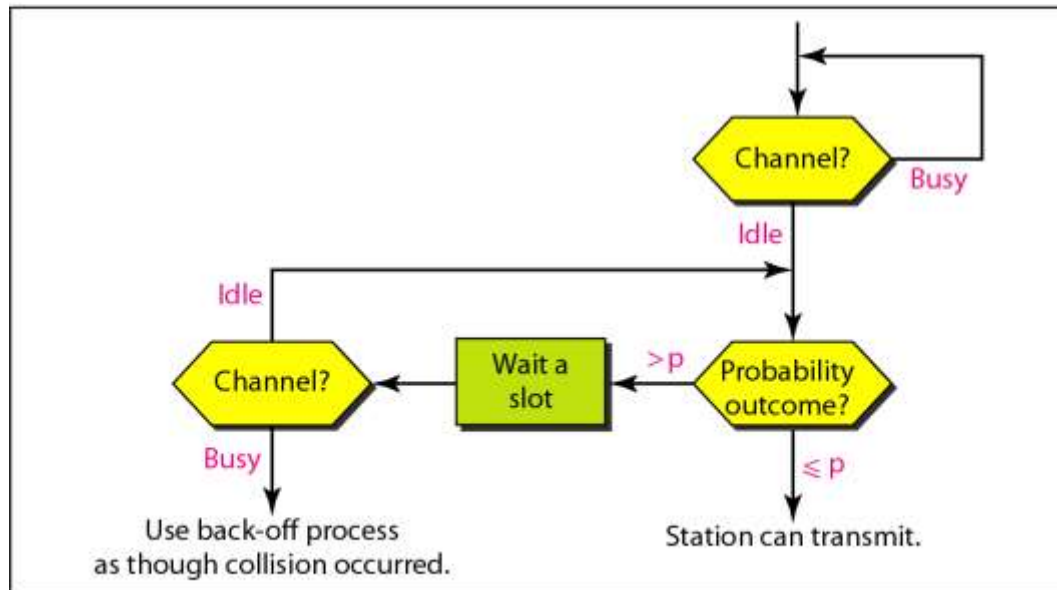 Channel?
Busy
Idle
Idle
Channel?
Wait a
slot
>p
Probability
outcome?
Busy
⩽ p
Use back-off process
as though collision occurred.
Station can transmit.